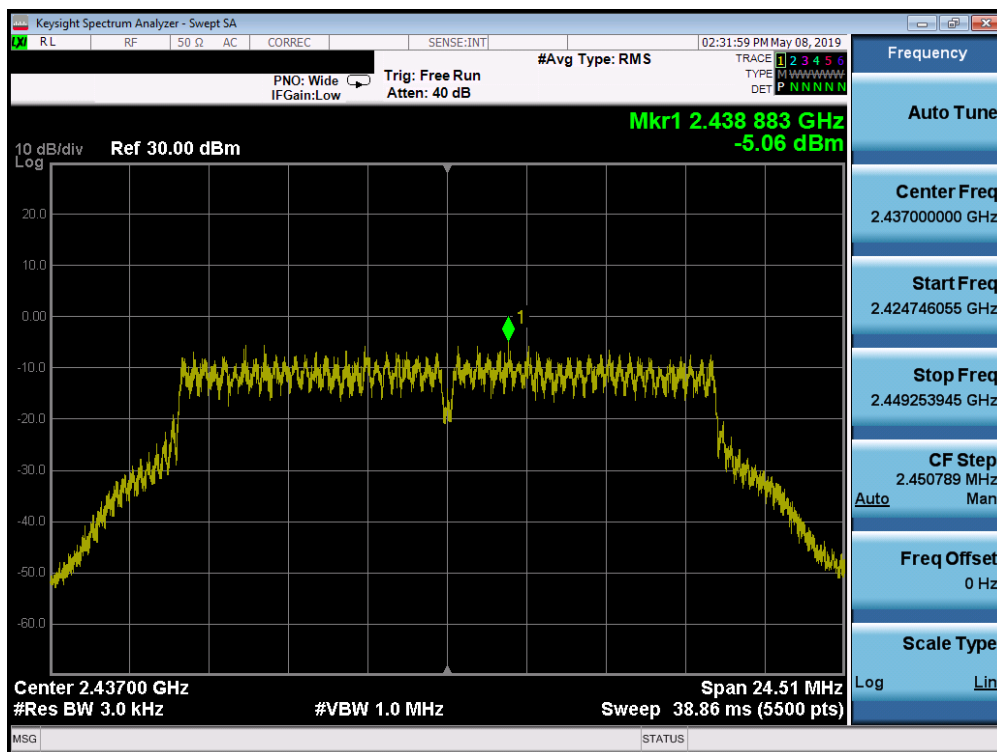 Keysight Spectrum Analyzer - Swept SA
LXI RL RF 50 Ω AC CORREC SENSE:INT 02:31:59 PM May 08, 2019
#Avg Type: RMS TRACE 1 2 3 4 5 6
PNO: Wide Trig: Free Run TYPE M WWWWW
IFGain:Low Atten: 40 dB DET P N N N N N
Mkr1 2.438 883 GHz
-5.06 dBm
10 dB/div Ref 30.00 dBm
Log
20.0
10.0
0.00
1
-10.0
-20.0
-30.0
-40.0
-50.0
-60.0
Center 2.43700 GHz Span 24.51 MHz
#Res BW 3.0 kHz #VBW 1.0 MHz Sweep 38.86 ms (5500 pts)
MSG STATUS
Frequency
Auto Tune
Center Freq
2.437000000 GHz
Start Freq
2.424746055 GHz
Stop Freq
2.449253945 GHz
CF Step
2.450789 MHz
Auto Man
Freq Offset
0 Hz
Scale Type
Log Lin